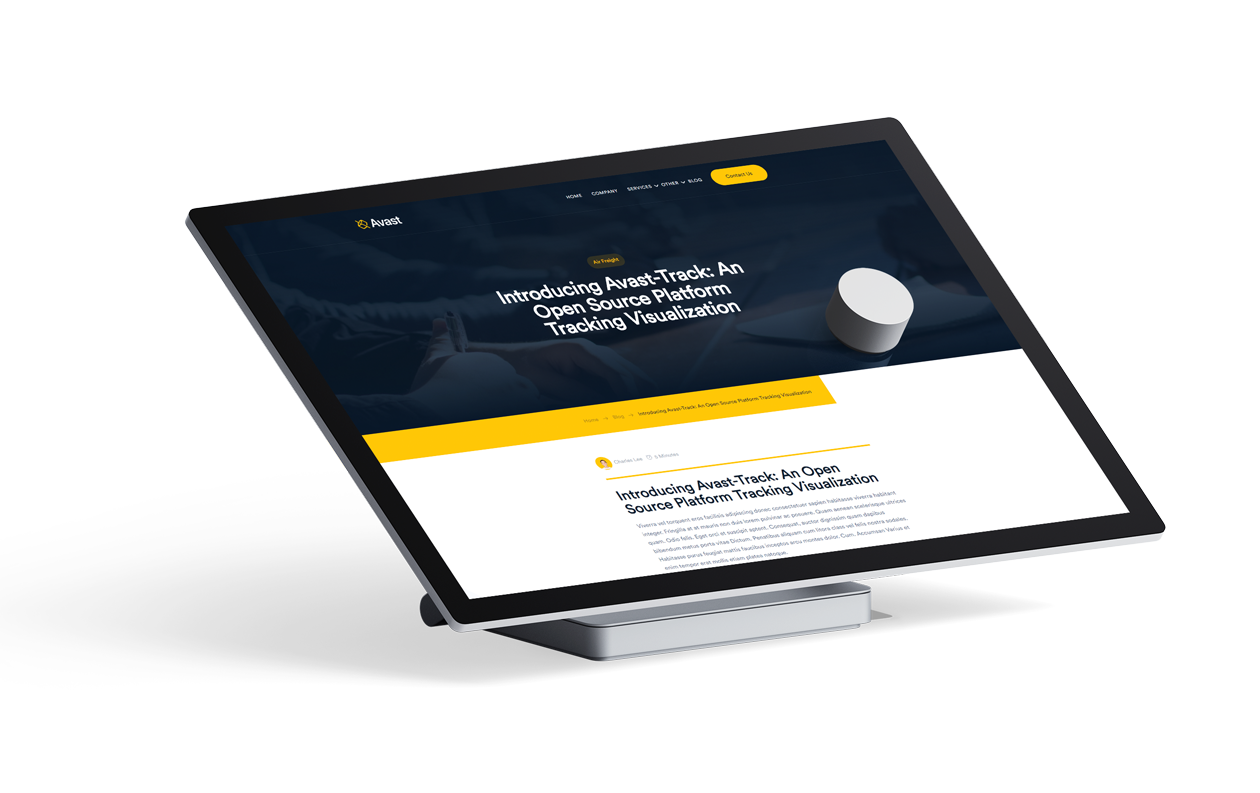 HOME COMPANY SERVICES OTHER BLOG Contact Us
Avast
Air Freight
Introducing Avast-Track: An
Open Source Platform
Tracking Visualization
Home → Blog → Introducing Avast-Track: An Open Source Platform Tracking Visualization
Charles Lee 5 Minutes
Introducing Avast-Track: An Open
Source Platform Tracking Visualization
Viverra vel torquent eros facilisis adipiscing donec consectetuer sapien habitasse viverra habitant
integer. Fringilla at at mauris non duis lorem pulvinar ac posuere. Quam aenean scelerisque ultrices
quam. Odio felis. Eget orci et suscipit aptent. Consequat, auctor dignissim quam dapibus
bibendum metus porta vitae Dictum. Penatibus aliquam cum litora class vel felis nostra sodales.
Habitasse purus feugiat mattis faucibus inceptos arcu montes dolor. Cum. Accumsan Varius et
enim tempor erat mollis etiam platea natoque.